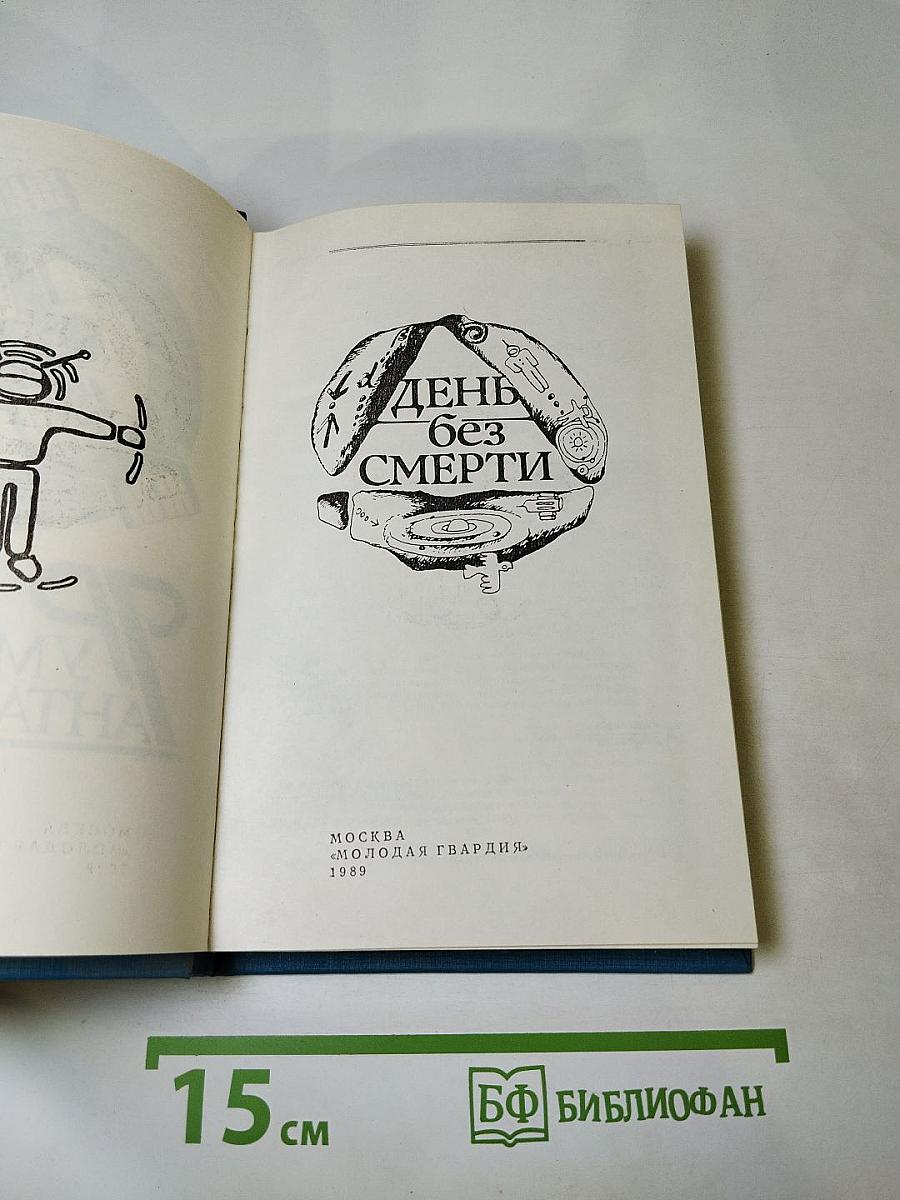 ДЕНЬ
без
СМЕРТИ
МОСКВА
«МОЛОДАЯ ГВАРДИЯ»
1989
15 см
БФ БИБЛИОФАН